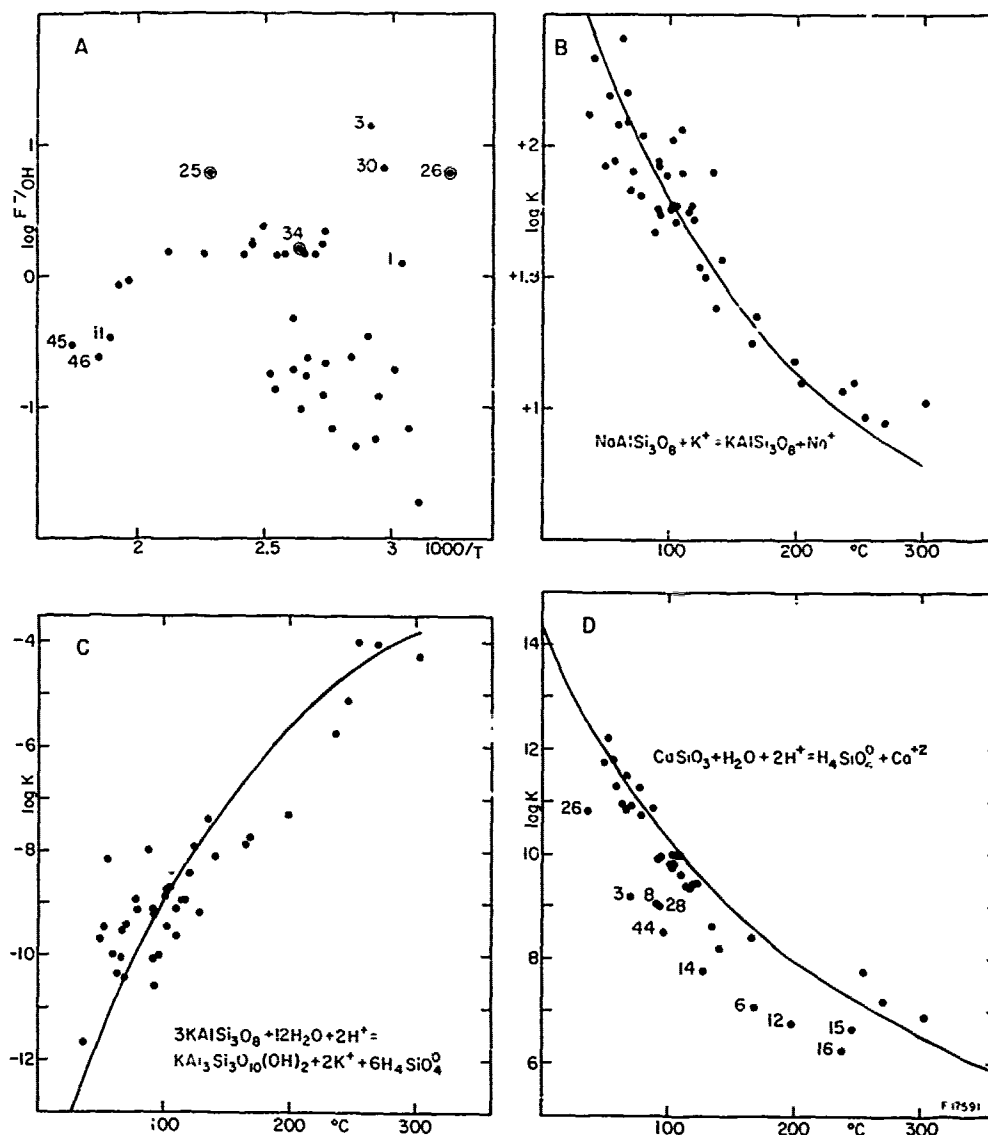 A
log F⁻/OH
1
0
-1
3
30
25
26
34
1
11
45
46
2
2.5
3
1000/T
B
log K
+2
+1.5
+1
NaAlSi₃O₈ + K⁺ = KAlSi₃O₈ + Na⁺
100
°C
200
300
C
log K
-4
-6
-8
-10
-12
3KAlSi₃O₈ + 12H₂O + 2H⁺ =
KAl₃Si₃O₁₀(OH)₂ + 2K⁺ + 6H₄SiO₄⁰
100
200
°C
300
D
log K
14
12
10
8
6
CaSiO₃ + H₂O + 2H⁺ = H₄SiO₄⁰ + Ca⁺²
26
3
8
28
44
14
6
12
15
16
100
°C
200
300
F 17591